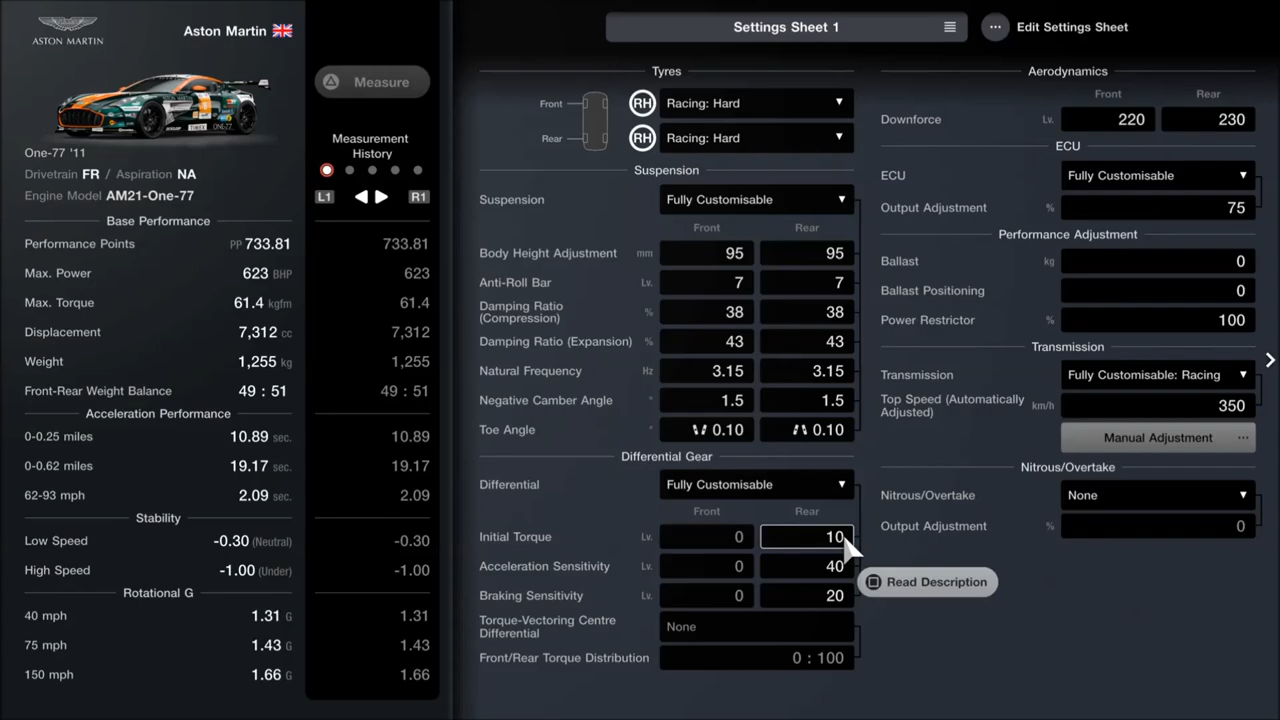 ASTON MARTIN
Aston Martin
One-77 '11
Drivetrain FR / Aspiration NA
Engine Model AM21-One-77
Base Performance
Performance Points PP 733.81
Max. Power 623 BHP
Max. Torque 61.4 kgfm
Displacement 7,312 cc
Weight 1,255 kg
Front-Rear Weight Balance 49 : 51
Acceleration Performance
0-0.25 miles 10.89 sec.
0-0.62 miles 19.17 sec.
62-93 mph 2.09 sec.
Stability
Low Speed -0.30 (Neutral)
High Speed -1.00 (Under)
Rotational G
40 mph 1.31 G
75 mph 1.43 G
150 mph 1.66 G
Measure
Measurement
History
L1 R1
733.81
623
61.4
7,312
1,255
49 : 51
10.89
19.17
2.09
-0.30
-1.00
1.31
1.43
1.66
Settings Sheet 1
Edit Settings Sheet
Tyres
Front RH Racing: Hard
Rear RH Racing: Hard
Suspension
Suspension Fully Customisable
Front Rear
Body Height Adjustment mm 95 95
Anti-Roll Bar Lv. 7 7
Damping Ratio
(Compression) % 38 38
Damping Ratio (Expansion) % 43 43
Natural Frequency Hz 3.15 3.15
Negative Camber Angle ° 1.5 1.5
Toe Angle ° 0.10 0.10
Differential Gear
Differential Fully Customisable
Front Rear
Initial Torque Lv. 0 10
Acceleration Sensitivity Lv. 0 40
Braking Sensitivity Lv. 0 20
Torque-Vectoring Centre
Differential None
Front/Rear Torque Distribution 0 : 100
Read Description
Aerodynamics
Front Rear
Downforce Lv. 220 230
ECU
ECU Fully Customisable
Output Adjustment % 75
Performance Adjustment
Ballast kg 0
Ballast Positioning 0
Power Restrictor % 100
Transmission
Transmission Fully Customisable: Racing
Top Speed (Automatically
Adjusted) km/h 350
Manual Adjustment
Nitrous/Overtake
Nitrous/Overtake None
Output Adjustment % 0